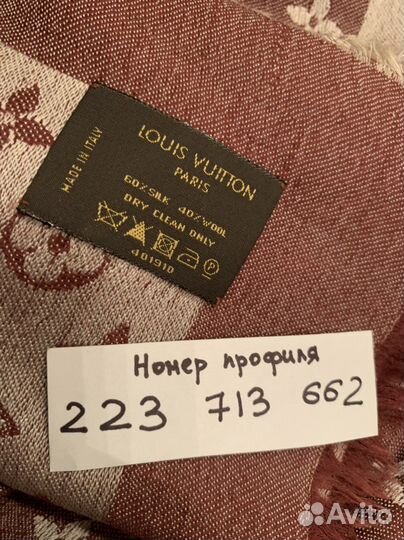 LOUIS VUITTON
PARIS
MADE IN ITALY
60% SILK 40% WOOL
DRY CLEAN ONLY
401910
Номер профиля
223 713 662
Avito